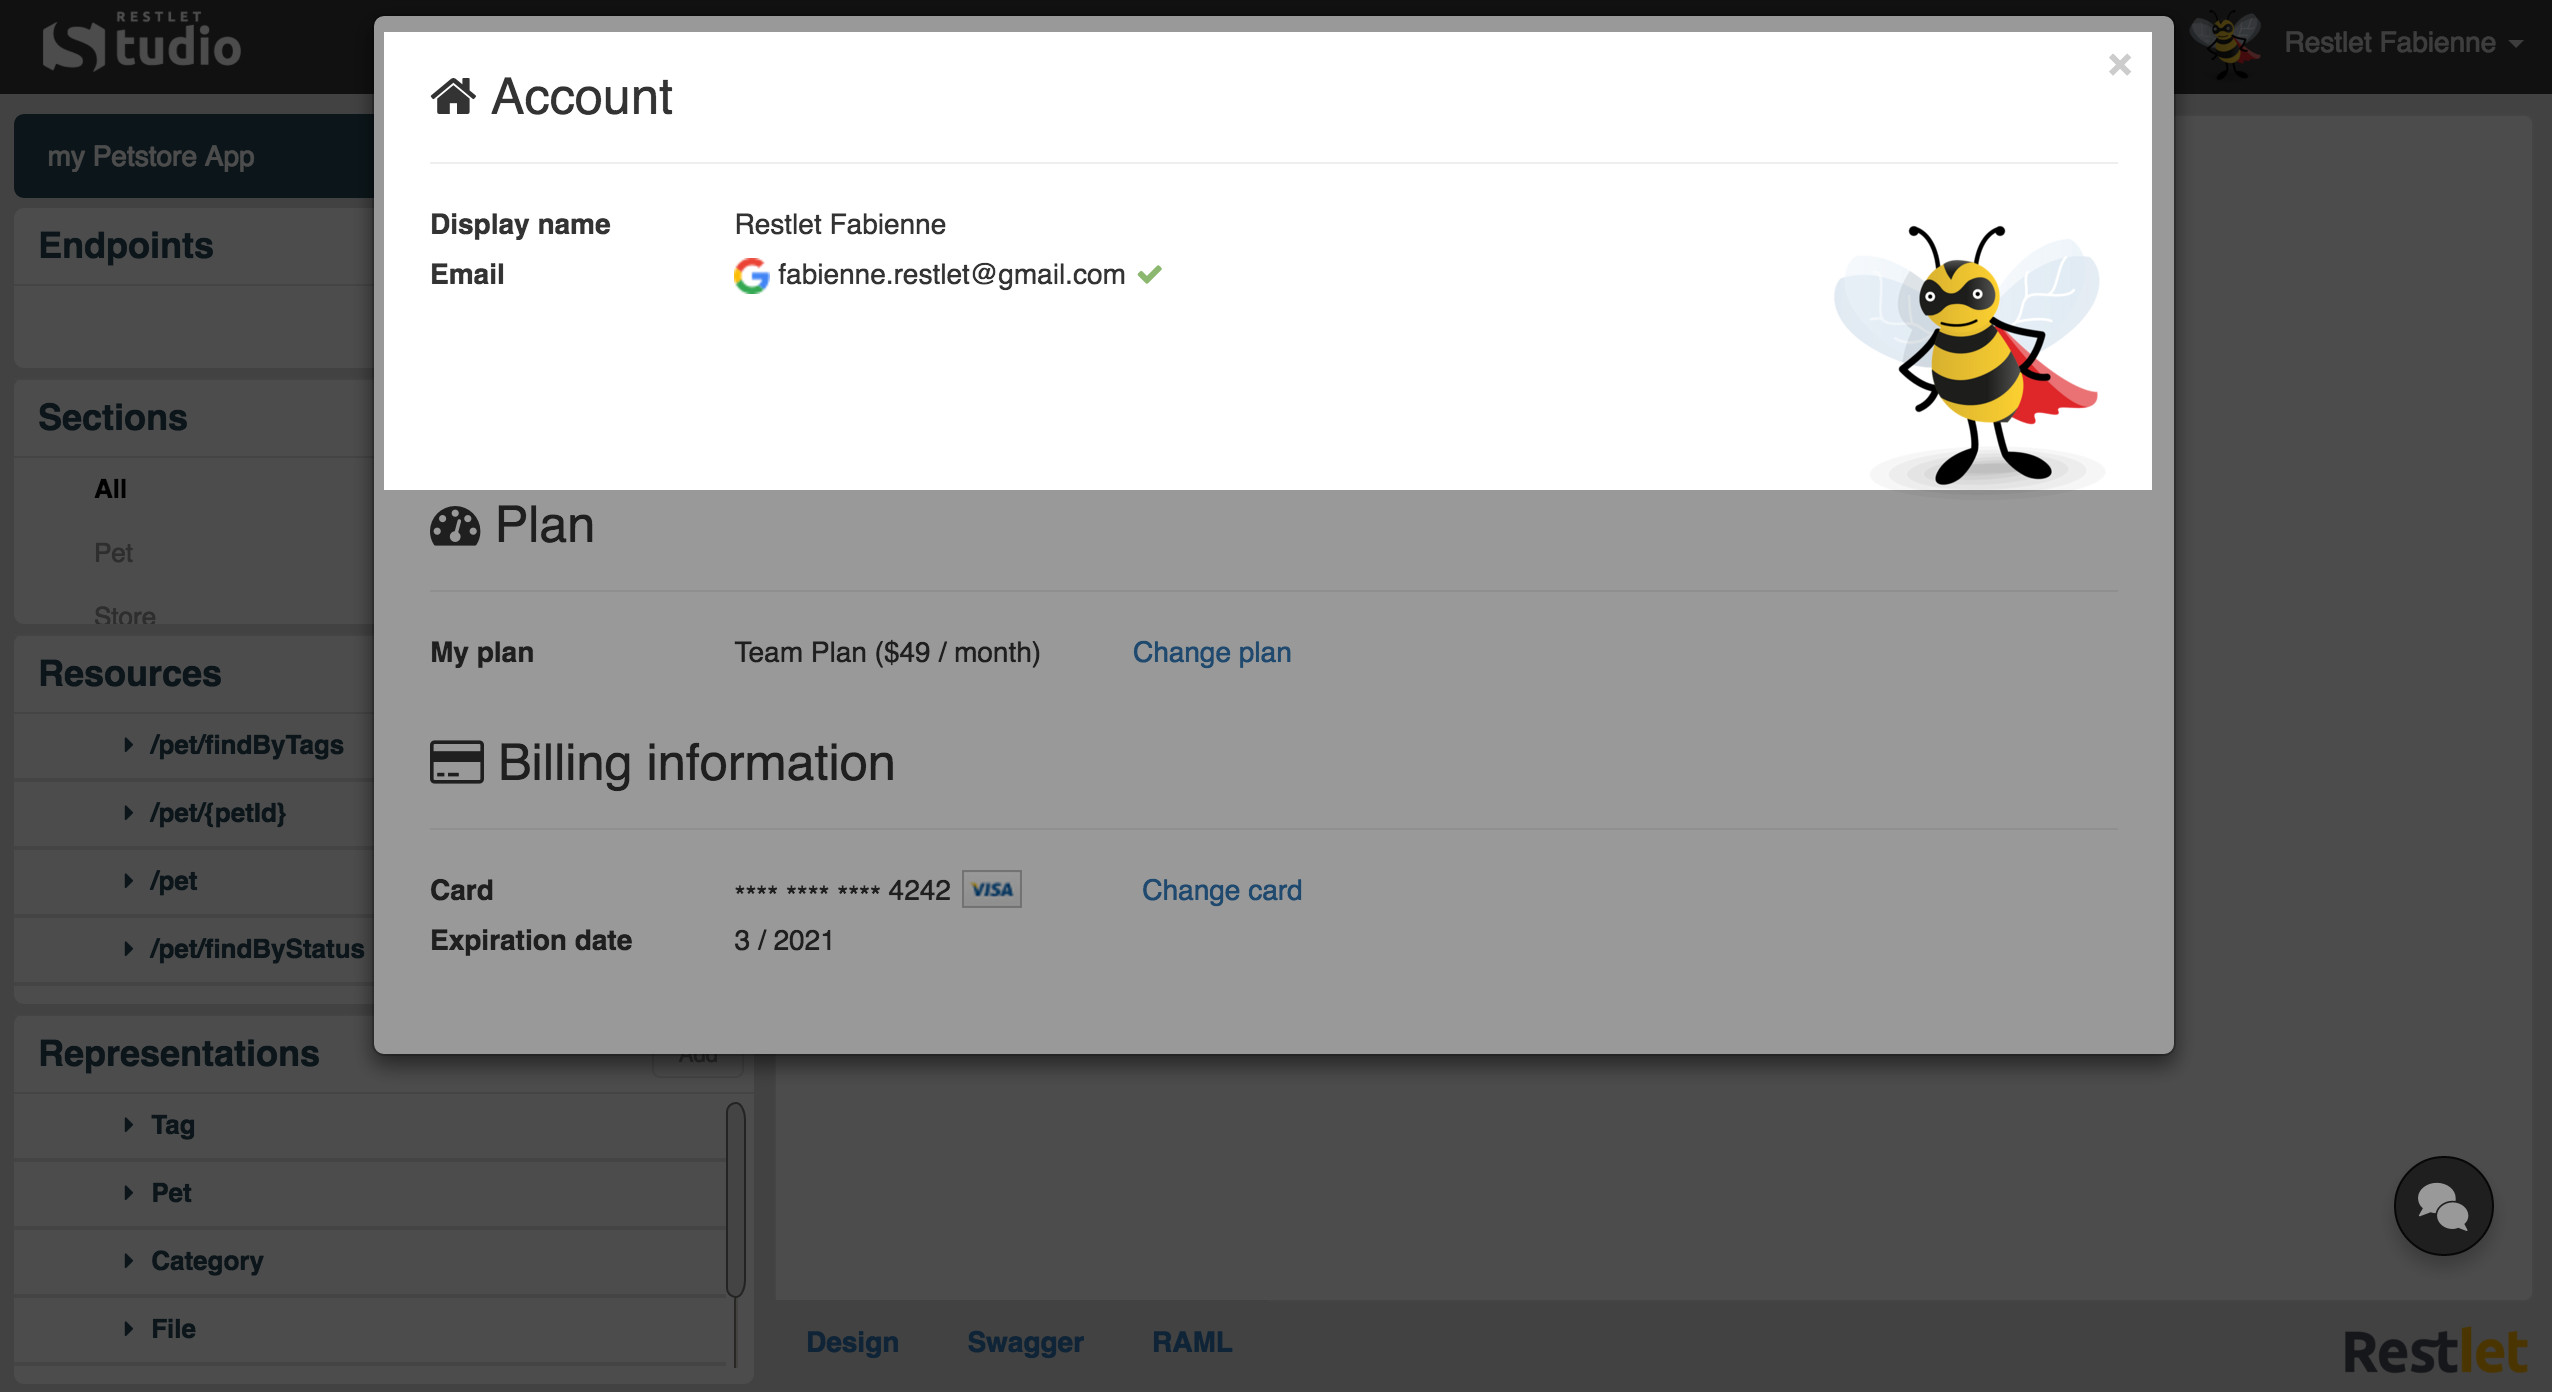 RESTLET
Studio
Restlet Fabienne
my Petstore App
Endpoints
Sections
All
Pet
Store
Resources
/pet/findByTags
/pet/{petId}
/pet
/pet/findByStatus
Representations
Add
Tag
Pet
Category
File
×
Account
Display name Restlet Fabienne
Email G fabienne.restlet@gmail.com
Plan
My plan Team Plan ($49 / month) Change plan
Billing information
Card **** **** **** 4242 VISA Change card
Expiration date 3 / 2021
Design Swagger RAML
Restlet